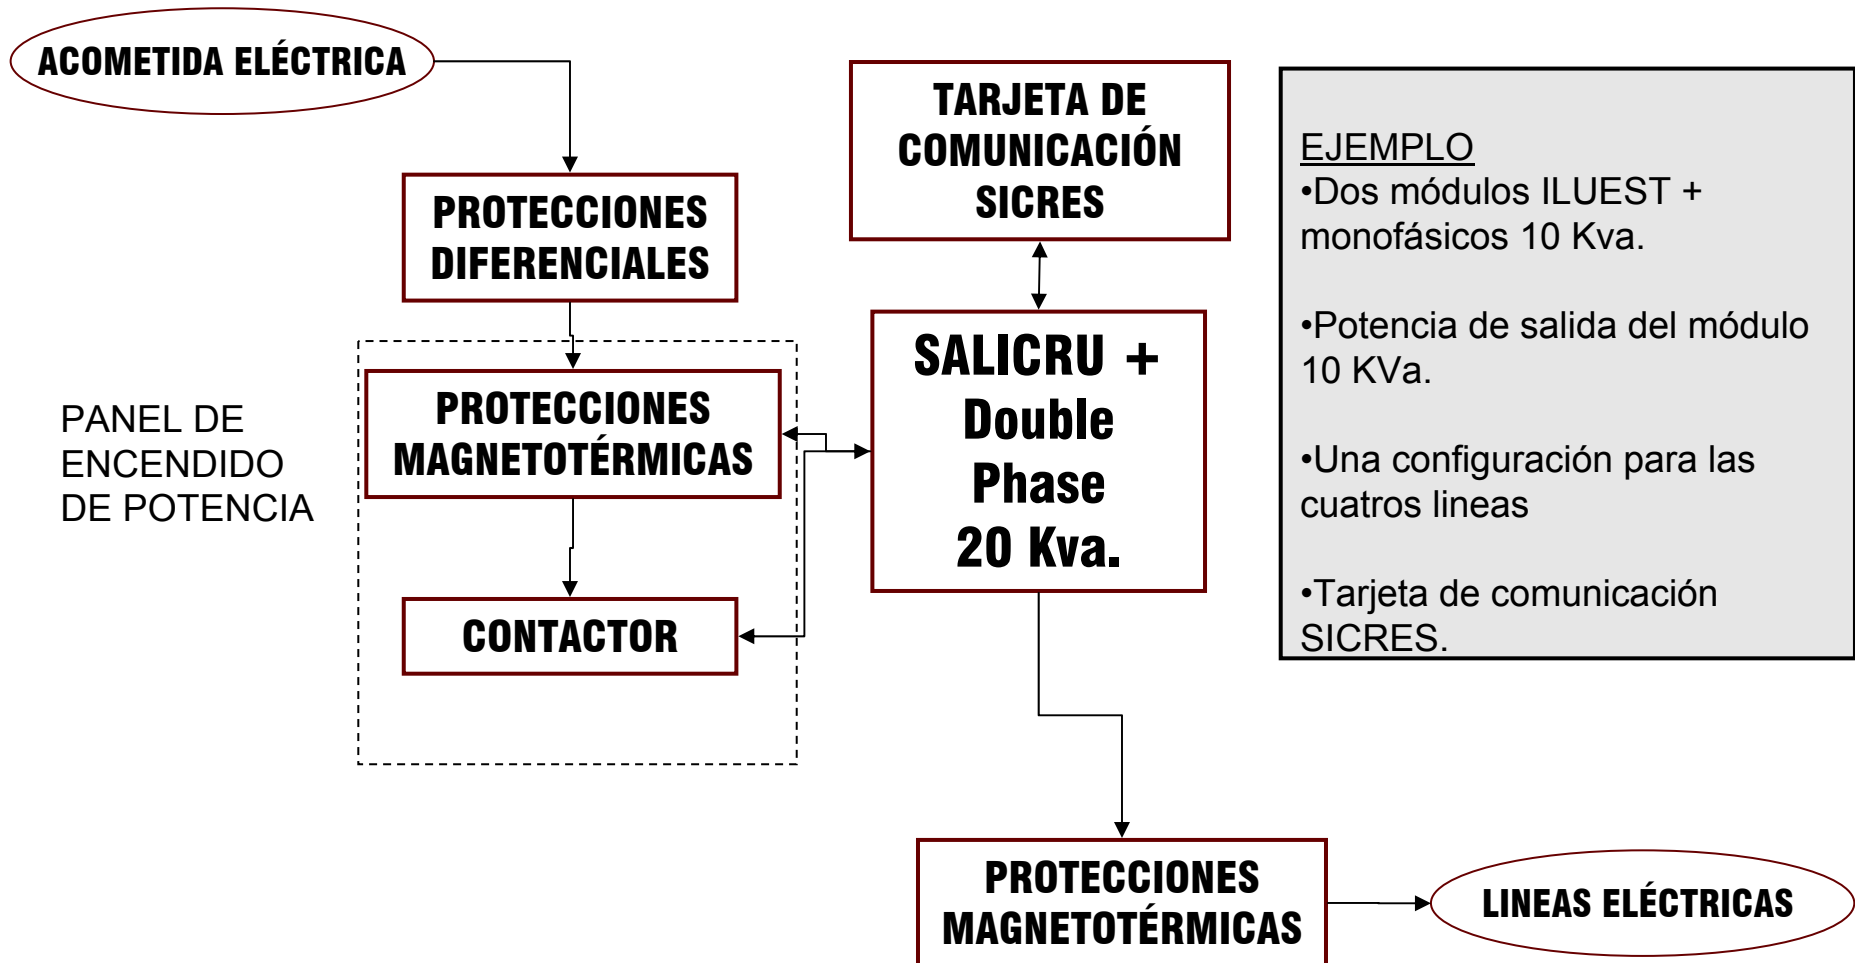 ACOMETIDA ELÉCTRICA
PROTECCIONES
DIFERENCIALES
PANEL DE
ENCENDIDO
DE POTENCIA
PROTECCIONES
MAGNETOTÉRMICAS
CONTACTOR
TARJETA DE
COMUNICACIÓN
SICRES
SALICRU +
Double
Phase
20 Kva.
PROTECCIONES
MAGNETOTÉRMICAS
LINEAS ELÉCTRICAS
EJEMPLO
•Dos módulos ILUEST +
monofásicos 10 Kva.
•Potencia de salida del módulo
10 KVa.
•Una configuración para las
cuatros lineas
•Tarjeta de comunicación
SICRES.